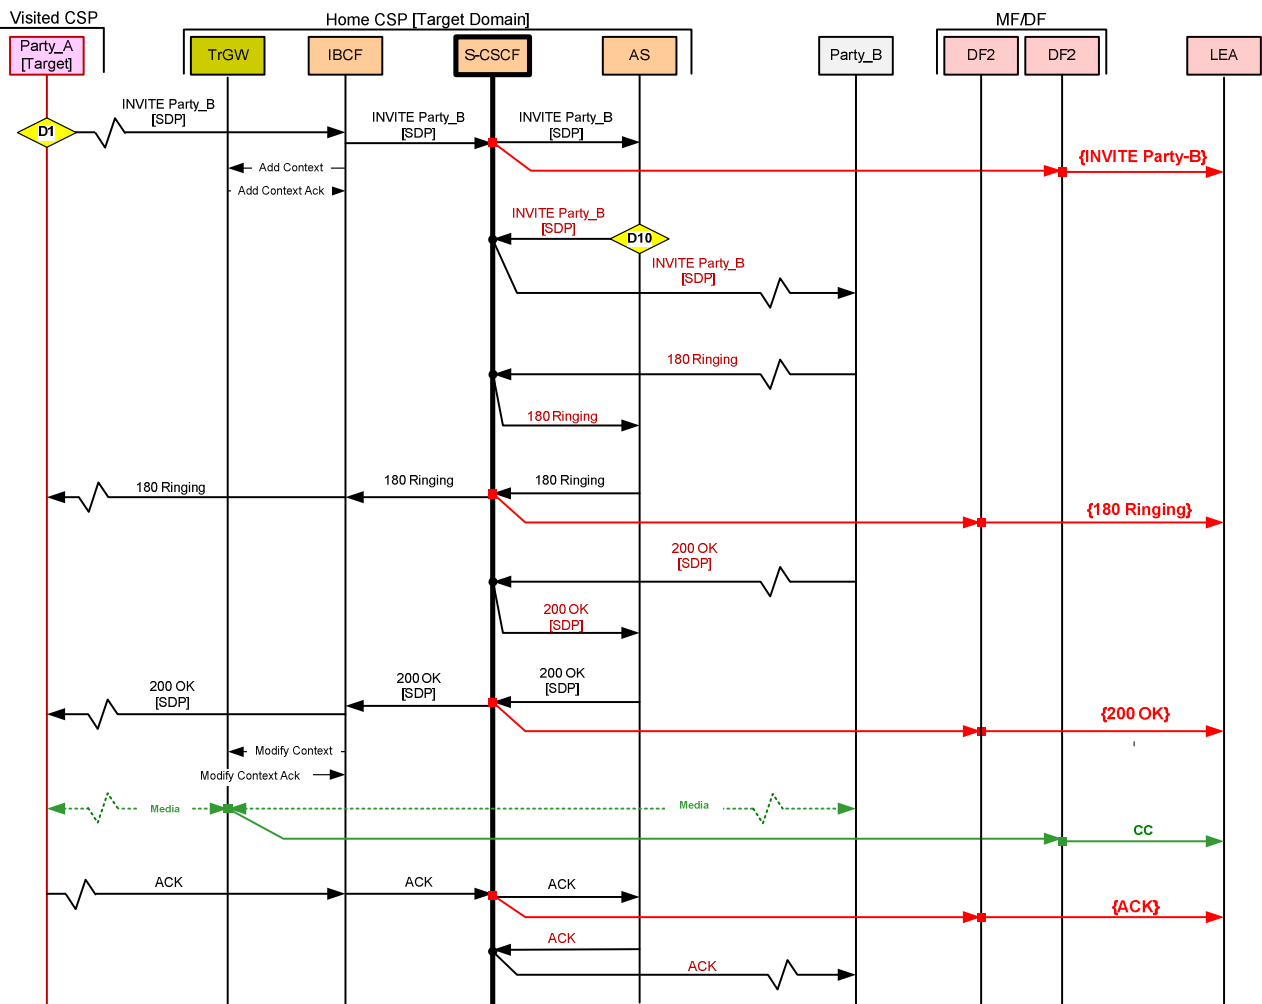 Visited CSP
Home CSP [Target Domain]
MF/DF
Party_A
[Target]
TrGW
IBCF
S-CSCF
AS
Party_B
DF2
DF2
LEA
D1
INVITE Party_B
[SDP]
INVITE Party_B
[SDP]
INVITE Party_B
[SDP]
{INVITE Party-B}
Add Context
Add Context Ack
INVITE Party_B
[SDP]
D10
INVITE Party_B
[SDP]
180 Ringing
180 Ringing
180 Ringing
180 Ringing
180 Ringing
{180 Ringing}
200 OK
[SDP]
200 OK
[SDP]
200 OK
[SDP]
200 OK
[SDP]
200 OK
[SDP]
{200 OK}
Modify Context
Modify Context Ack
Media
Media
CC
ACK
ACK
ACK
{ACK}
ACK
ACK